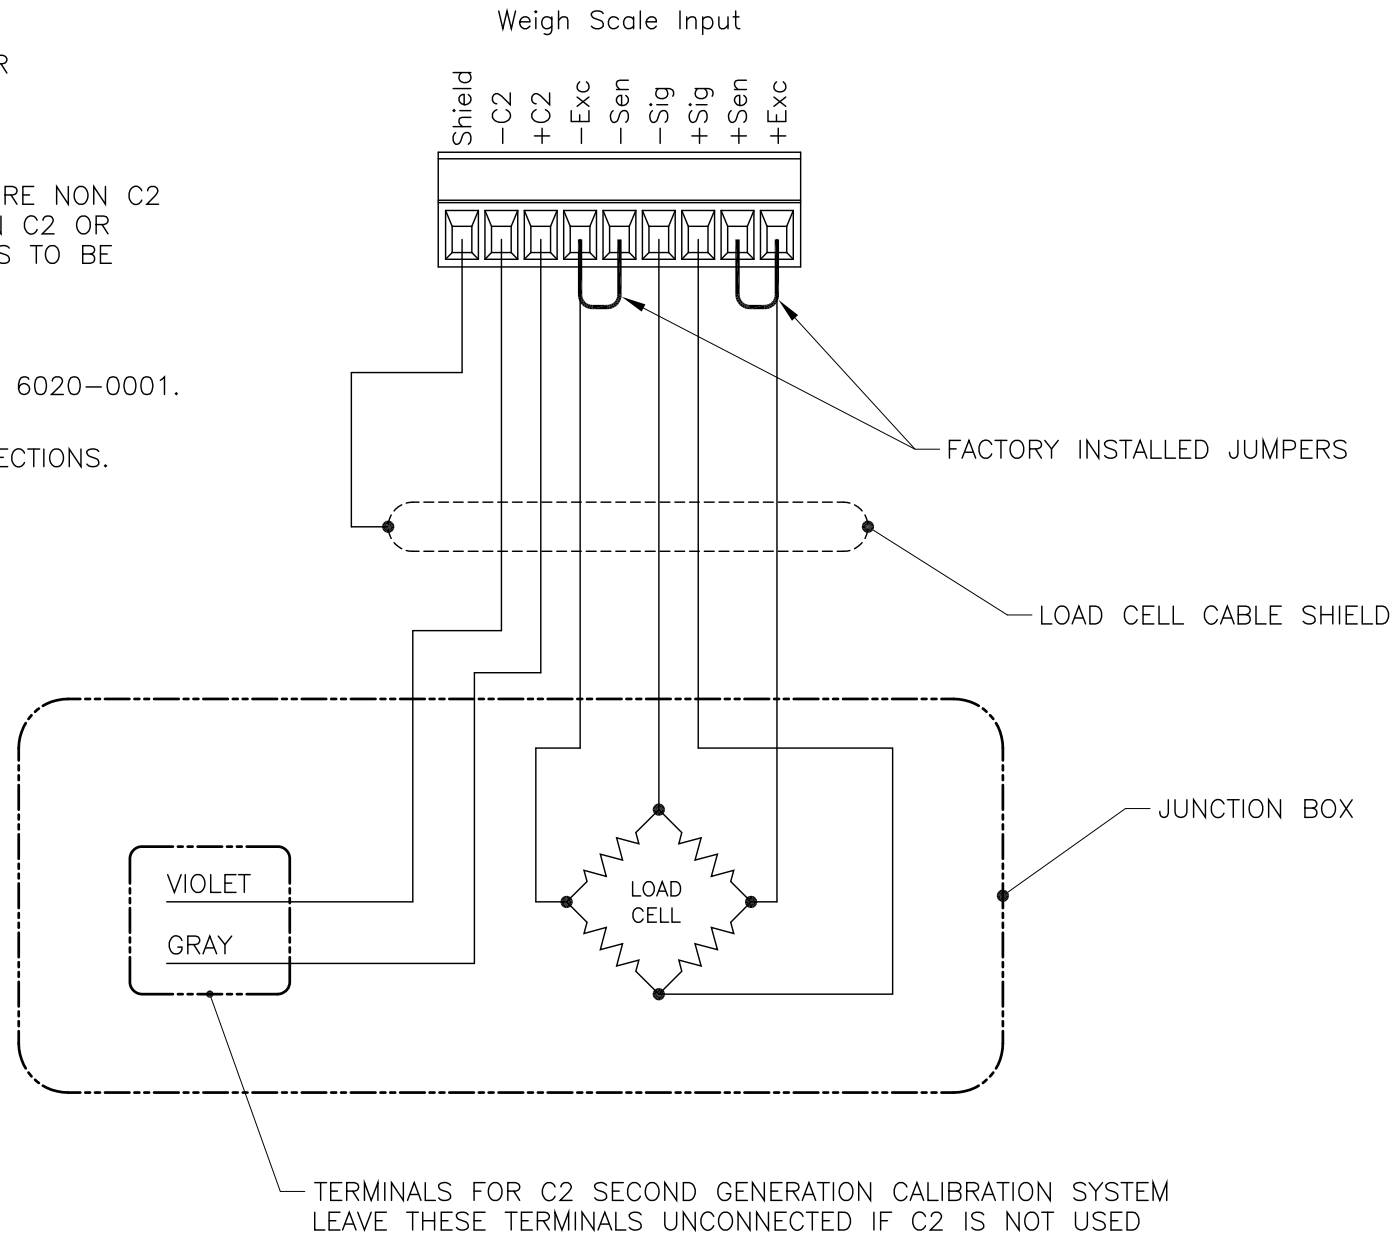 Weigh Scale Input
R
Shield
-C2
+C2
-Exc
-Sen
-Sig
+Sig
+Sen
+Exc
RE NON C2
C2 OR
S TO BE
6020-0001.
ECTIONS.
FACTORY INSTALLED JUMPERS
LOAD CELL CABLE SHIELD
JUNCTION BOX
VIOLET
GRAY
LOAD
CELL
TERMINALS FOR C2 SECOND GENERATION CALIBRATION SYSTEM
LEAVE THESE TERMINALS UNCONNECTED IF C2 IS NOT USED